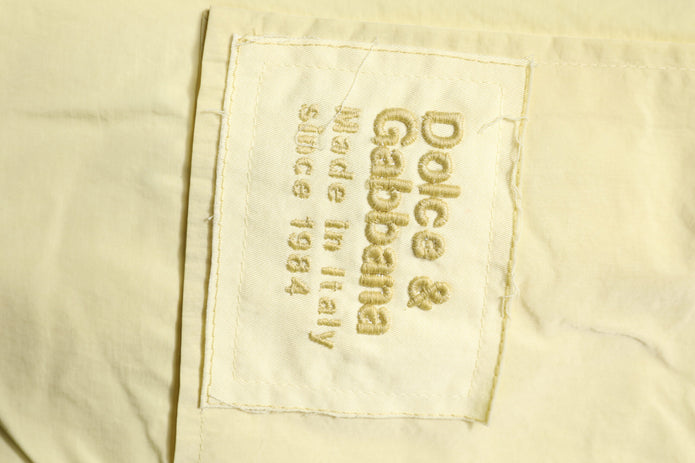 Dolce &
Gabbana
Made in Italy
since 1984